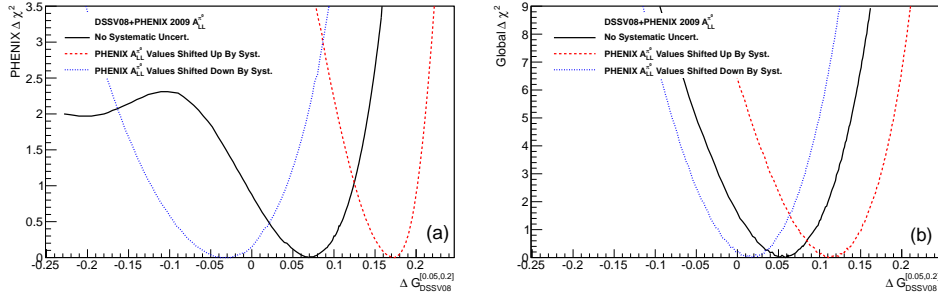 DSSV08+PHENIX 2009 A_LL^π⁰
No Systematic Uncert.
PHENIX A_LL^π⁰ Values Shifted Up By Syst.
PHENIX A_LL^π⁰ Values Shifted Down By Syst.
PHENIX Δ χ²
3.5
3
2.5
2
1.5
1
0.5
0
-0.25 -0.2 -0.15 -0.1 -0.05 0 0.05 0.1 0.15 0.2
Δ G_DSSV08^[0.05,0.2]
(a)
DSSV08+PHENIX 2009 A_LL^π⁰
No Systematic Uncert.
PHENIX A_LL^π⁰ Values Shifted Up By Syst.
PHENIX A_LL^π⁰ Values Shifted Down By Syst.
Global Δ χ²
9
8
7
6
5
4
3
2
1
0
-0.25 -0.2 -0.15 -0.1 -0.05 0 0.05 0.1 0.15 0.2
Δ G_DSSV08^[0.05,0.2]
(b)